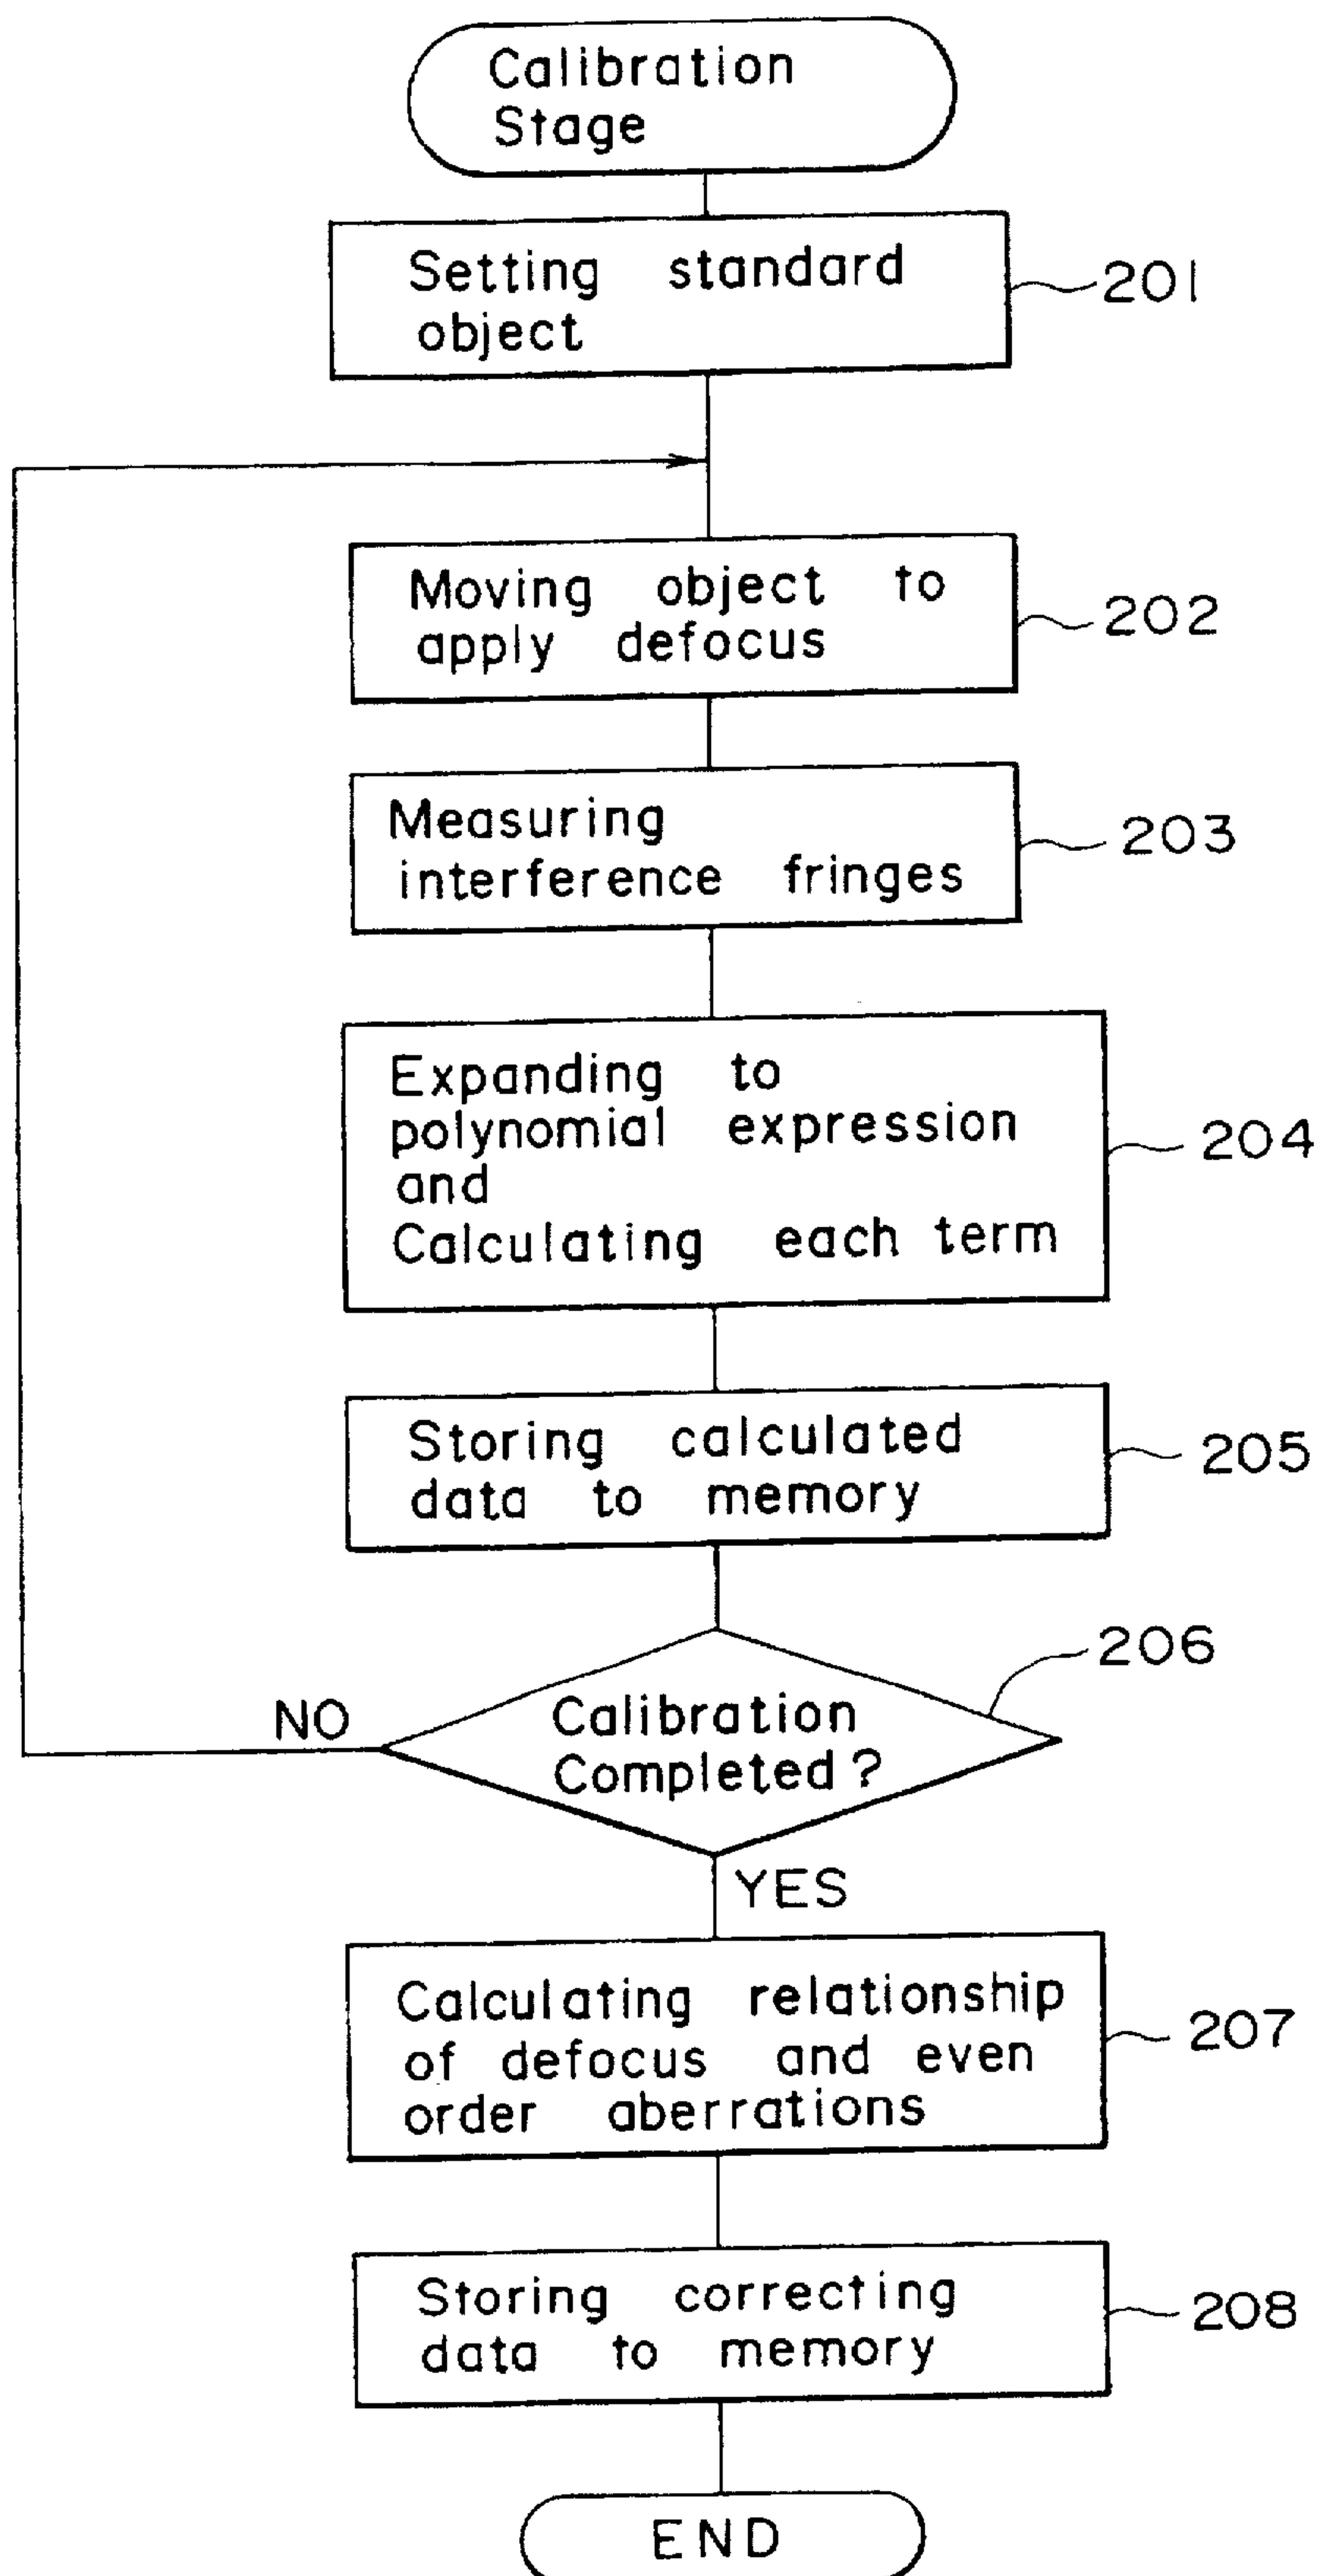 Calibration
Stage
Setting standard
object
201
Moving object to
apply defocus
202
Measuring
interference fringes
203
Expanding to
polynomial expression
and
Calculating each term
204
Storing calculated
data to memory
205
206
Calibration
Completed?
NO
YES
Calculating relationship
of defocus and even
order aberrations
207
Storing correcting
data to memory
208
END